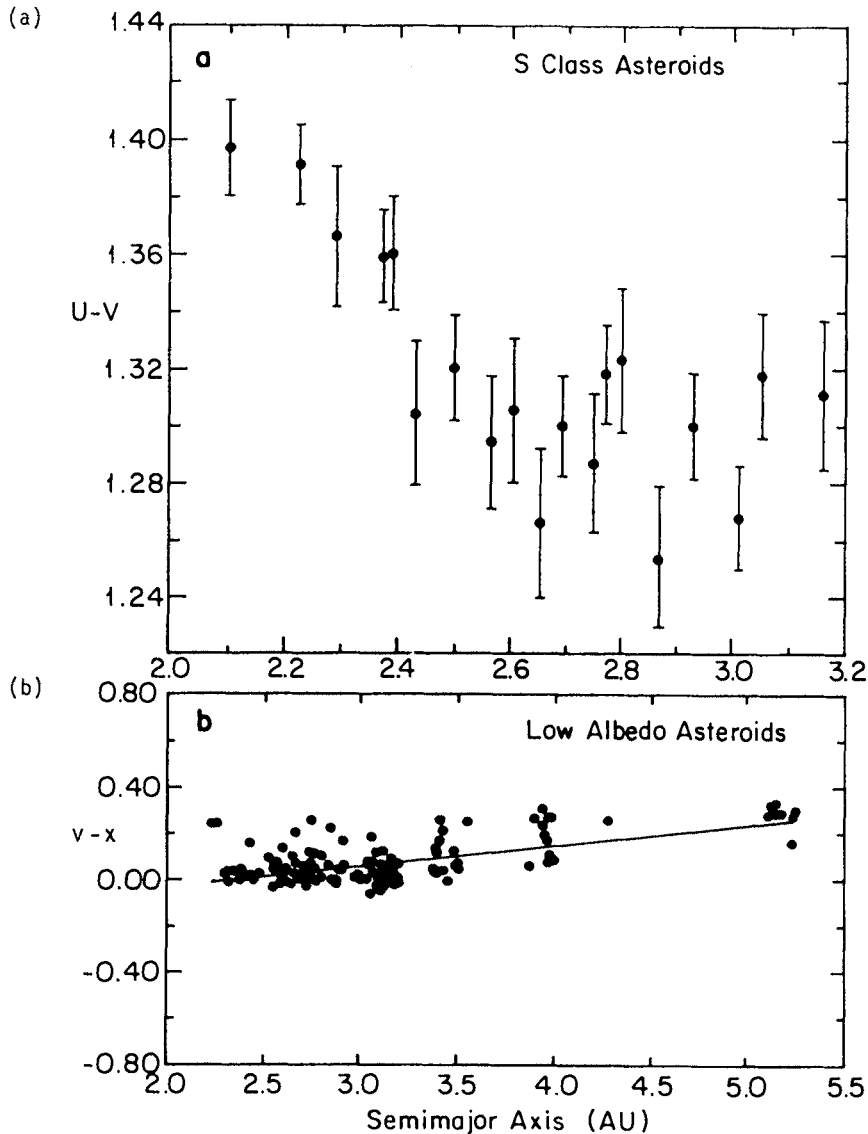 (a)
1.44
a
S Class Asteroids
1.40
1.36
U-V
1.32
1.28
1.24
2.0 2.2 2.4 2.6 2.8 3.0 3.2
(b)
0.80
b
Low Albedo Asteroids
0.40
v-x
0.00
-0.40
-0.80
2.0 2.5 3.0 3.5 4.0 4.5 5.0 5.5
Semimajor Axis (AU)